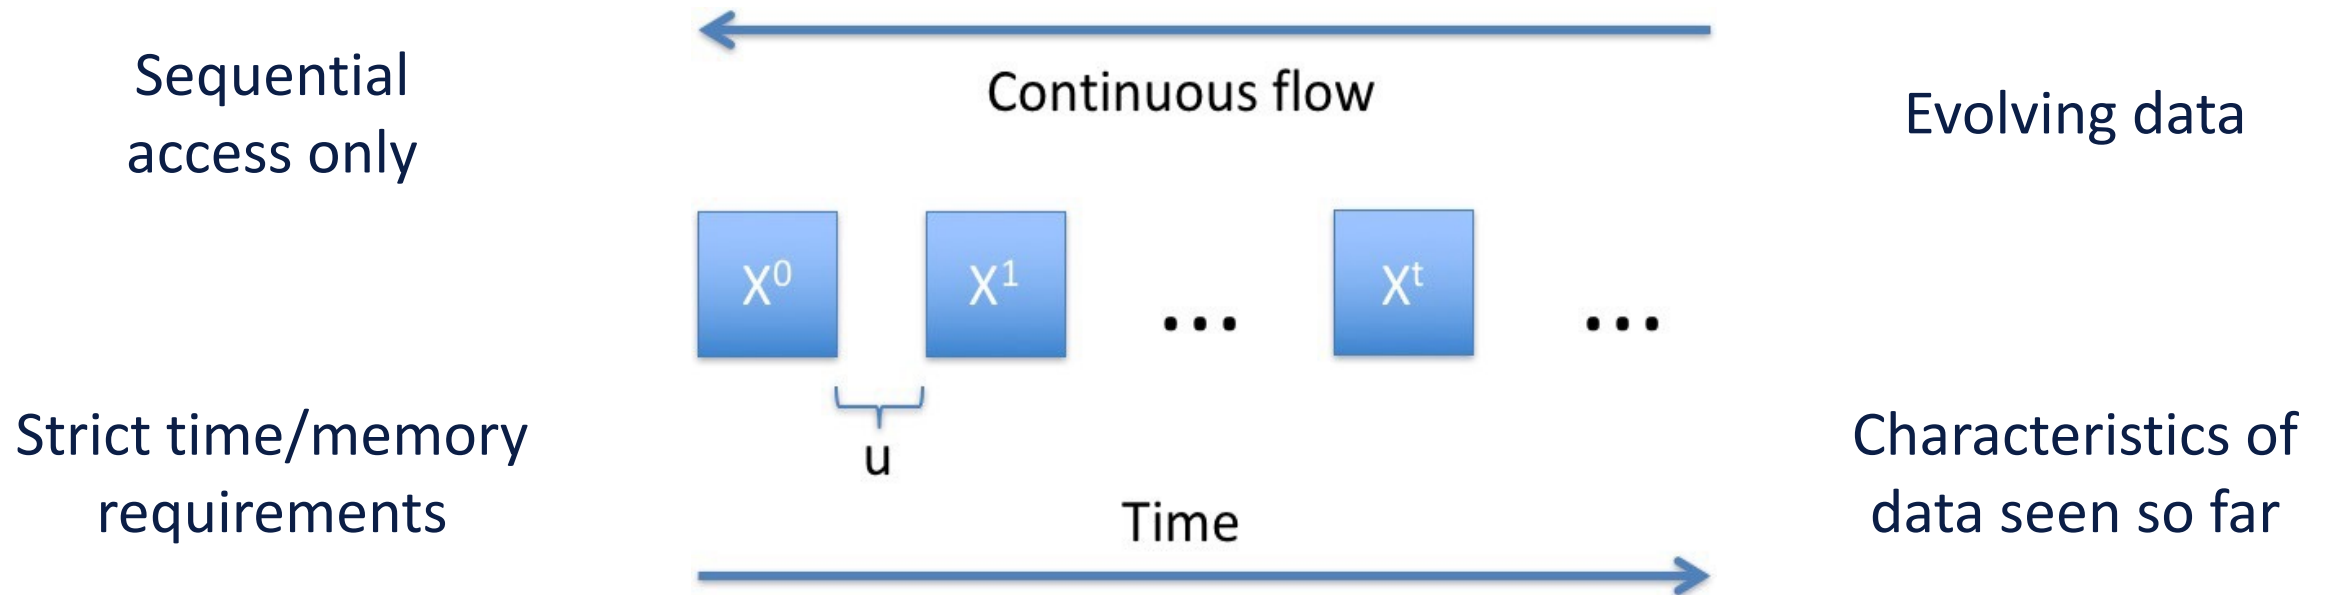 Sequential
access only
Continuous flow
Evolving data
X⁰
X¹
...
Xᵗ
...
u
Strict time/memory
requirements
Time
Characteristics of
data seen so far